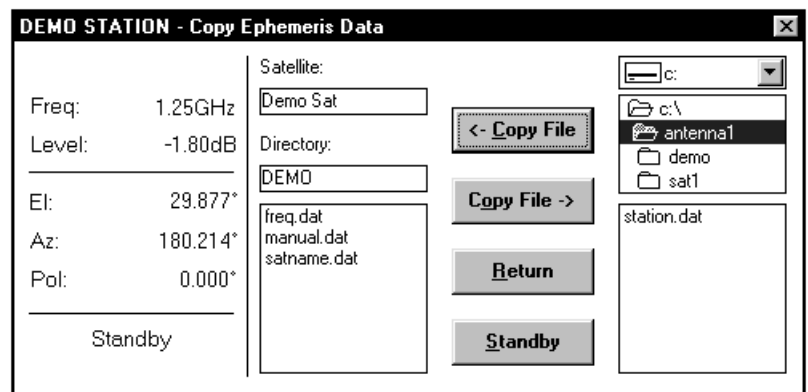 DEMO STATION - Copy Ephemeris Data
Freq: 1.25GHz
Level: -1.80dB
El: 29.877°
Az: 180.214°
Pol: 0.000°
Standby
Satellite:
Demo Sat
Directory:
DEMO
freq.dat
manual.dat
satname.dat
<- Copy File
Copy File ->
Return
Standby
c:
c:\
antenna1
demo
sat1
station.dat